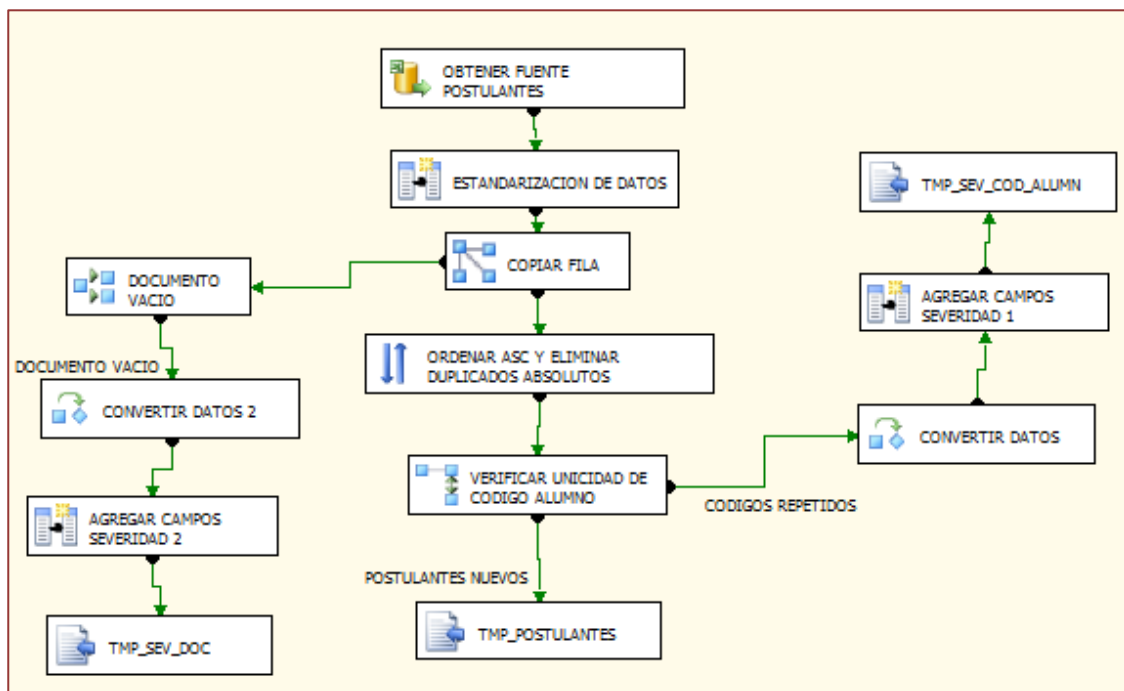 OBTENER FUENTE
POSTULANTES
ESTANDARIZACION DE DATOS
TMP_SEV_COD_ALUMN
COPIAR FILA
DOCUMENTO
VACIO
AGREGAR CAMPOS
SEVERIDAD 1
ORDENAR ASC Y ELIMINAR
DUPLICADOS ABSOLUTOS
DOCUMENTO VACIO
CONVERTIR DATOS 2
CONVERTIR DATOS
VERIFICAR UNICIDAD DE
CODIGO ALUMNO
CODIGOS REPETIDOS
AGREGAR CAMPOS
SEVERIDAD 2
POSTULANTES NUEVOS
TMP_POSTULANTES
TMP_SEV_DOC